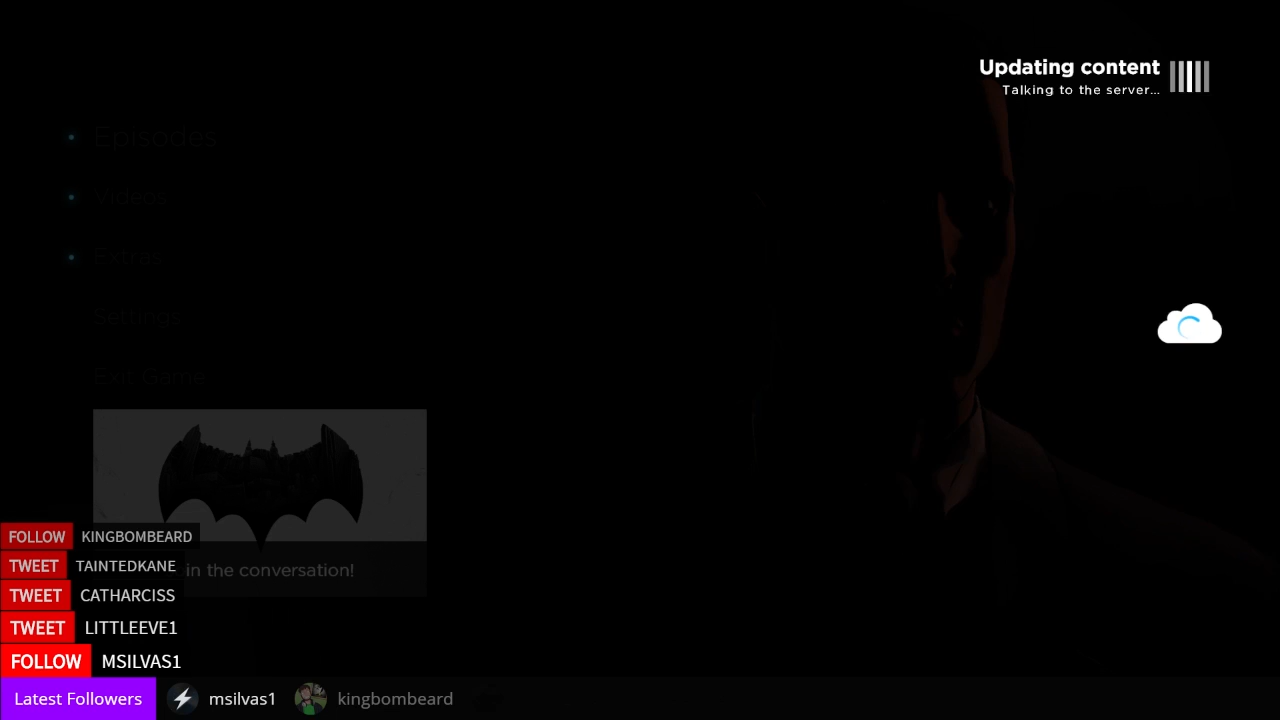 Updating content
Talking to the server...
Episodes
Videos
Extras
Settings
Exit Game
in the conversation!
FOLLOW KINGBOMBEARD
TWEET TAINTEDKANE
TWEET CATHARCISS
TWEET LITTLEEVE1
FOLLOW MSILVAS1
Latest Followers msilvas1 kingbombeard